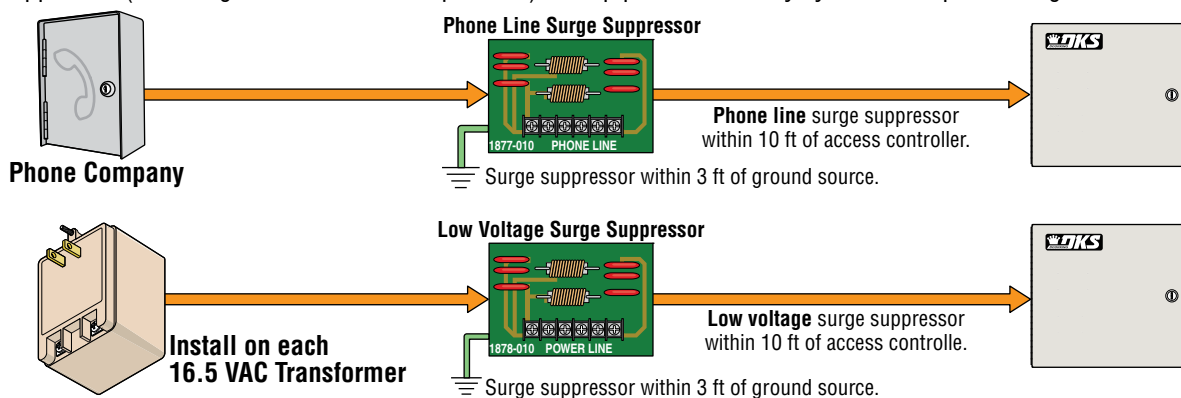 Phone Line Surge Suppressor
DKS
1877-010 PHONE LINE
Phone line surge suppressor
within 10 ft of access controller.
Phone Company
Surge suppressor within 3 ft of ground source.
Low Voltage Surge Suppressor
DKS
1878-010 POWER LINE
Low voltage surge suppressor
within 10 ft of access controlle.
Install on each
16.5 VAC Transformer
Surge suppressor within 3 ft of ground source.